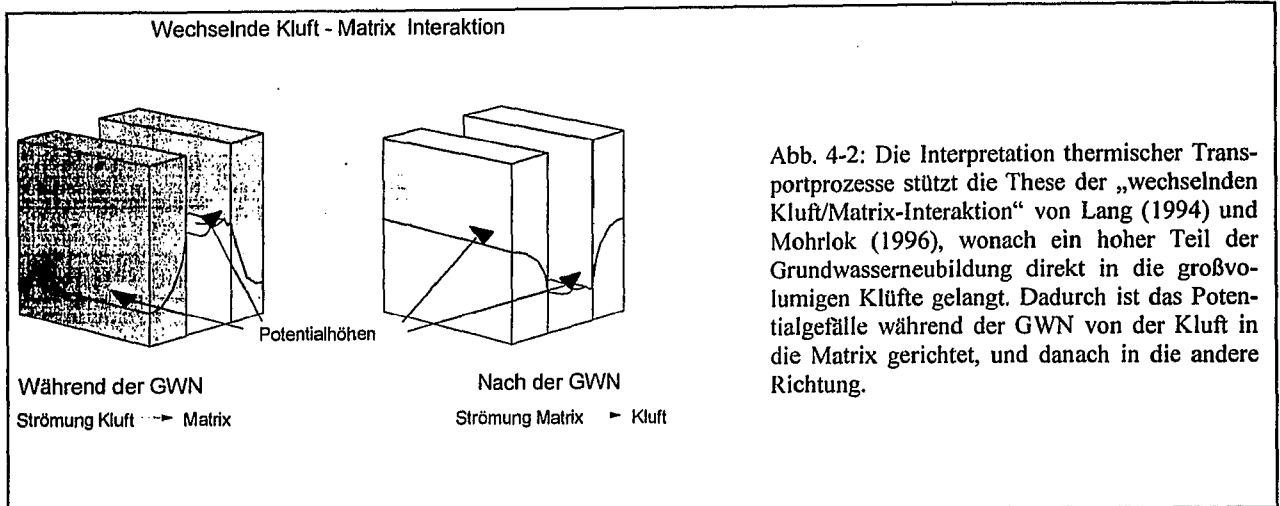 Wechselnde Kluft - Matrix Interaktion
Potentialhöhen
Während der GWN
Strömung Kluft ---► Matrix
Nach der GWN
Strömung Matrix ► Kluft
Abb. 4-2: Die Interpretation thermischer Trans-
portprozesse stützt die These der „wechselnden
Kluft/Matrix-Interaktion“ von Lang (1994) und
Mohrlok (1996), wonach ein hoher Teil der
Grundwasserneubildung direkt in die großvo-
lumigen Klüfte gelangt. Dadurch ist das Poten-
tialgefälle während der GWN von der Kluft in
die Matrix gerichtet, und danach in die andere
Richtung.